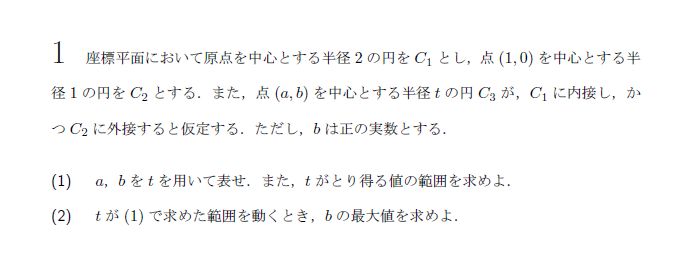 1 座標平面において原点を中心とする半径 2 の円を C₁ とし，点 (1, 0) を中心とする半
径 1 の円を C₂ とする．また，点 (a, b) を中心とする半径 t の円 C₃ が，C₁ に内接し，か
つ C₂ に外接すると仮定する．ただし，b は正の実数とする．
(1) a，b を t を用いて表せ．また，t がとり得る値の範囲を求めよ．
(2) t が (1) で求めた範囲を動くとき，b の最大値を求めよ．